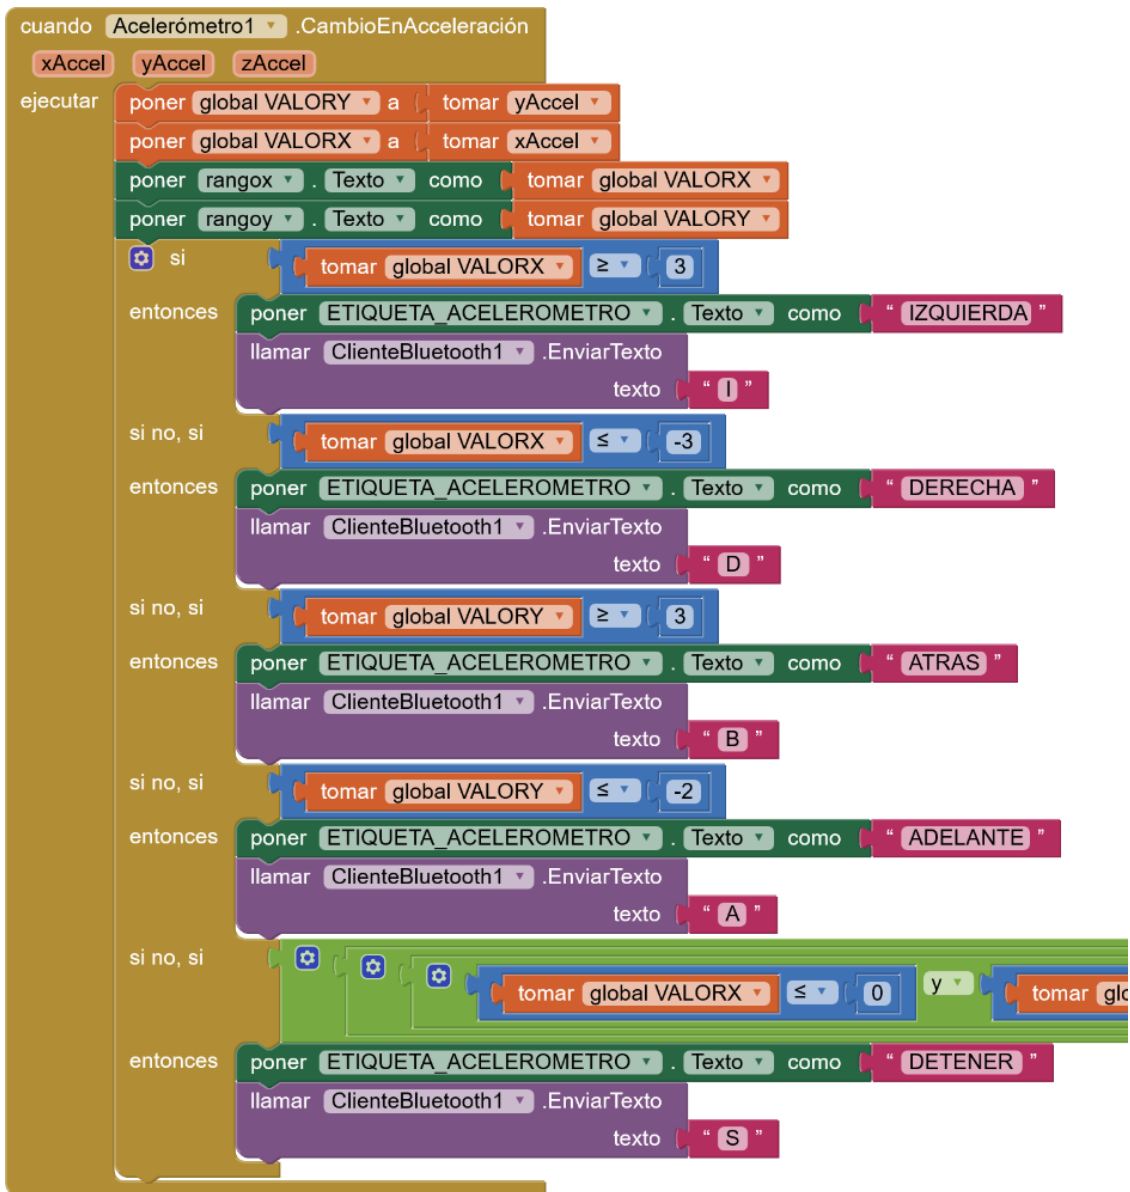 cuando Acelerómetro1 .CambioEnAcceleración
xAccel yAccel zAccel
ejecutar poner global VALORY a tomar yAccel
poner global VALORX a tomar xAccel
poner rangox . Texto como tomar global VALORX
poner rangoy . Texto como tomar global VALORY
si tomar global VALORX ≥ 3
entonces poner ETIQUETA_ACELEROMETRO . Texto como “ IZQUIERDA ”
llamar ClienteBluetooth1 .EnviarTexto
texto “ I ”
si no, si tomar global VALORX ≤ -3
entonces poner ETIQUETA_ACELEROMETRO . Texto como “ DERECHA ”
llamar ClienteBluetooth1 .EnviarTexto
texto “ D ”
si no, si tomar global VALORY ≥ 3
entonces poner ETIQUETA_ACELEROMETRO . Texto como “ ATRAS ”
llamar ClienteBluetooth1 .EnviarTexto
texto “ B ”
si no, si tomar global VALORY ≤ -2
entonces poner ETIQUETA_ACELEROMETRO . Texto como “ ADELANTE ”
llamar ClienteBluetooth1 .EnviarTexto
texto “ A ”
si no, si tomar global VALORX ≤ 0 y tomar glo
entonces poner ETIQUETA_ACELEROMETRO . Texto como “ DETENER ”
llamar ClienteBluetooth1 .EnviarTexto
texto “ S ”